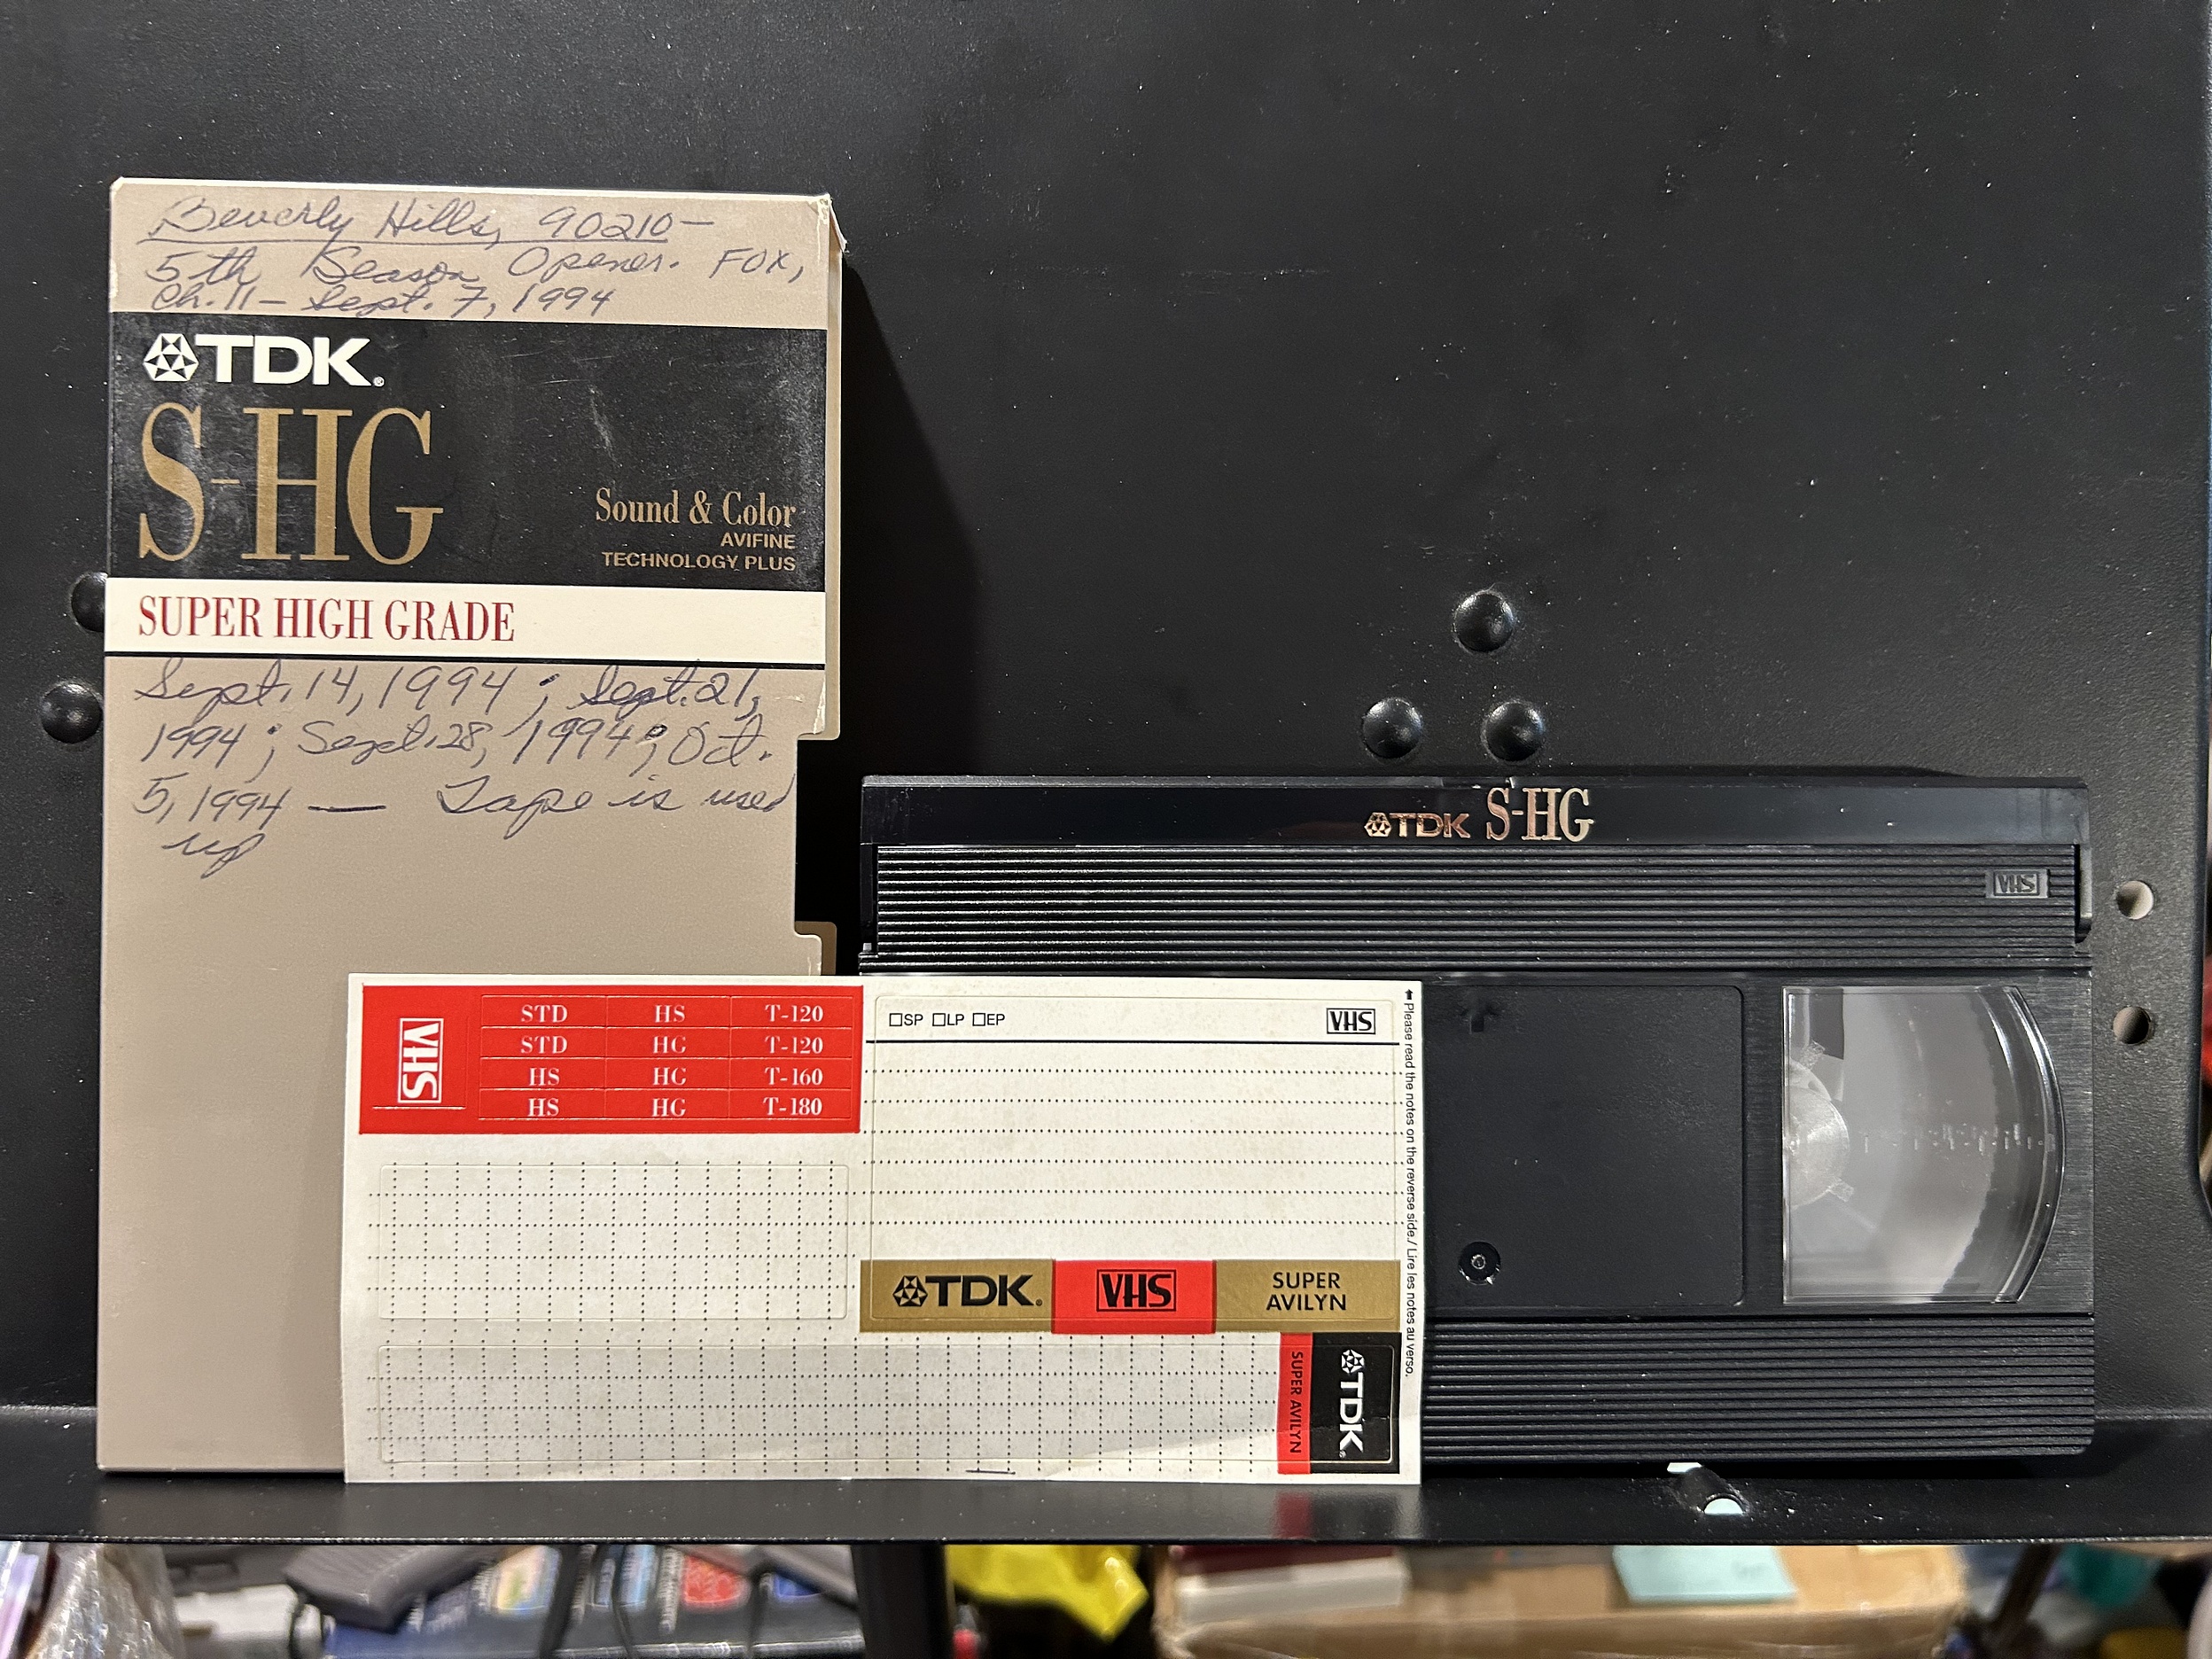 Beverly Hills, 90210-
5th Season Opener. FOX,
Ch. 11 - Sept. 7, 1994
TDK®
S-HG
Sound & Color
AVIFINE
TECHNOLOGY PLUS
SUPER HIGH GRADE
Sept. 14, 1994; Sept. 21,
1994; Sept. 28, 1994; Oct.
5, 1994 — Tape is used
up
TDK S-HG
VHS
VHS
STD HS T-120
STD HG T-120
HS HG T-160
HS HG T-180
□SP □LP □EP VHS
↑ Please read the notes on the reverse side. / Lire les notes au verso.
TDK® VHS SUPER
AVILYN
SUPER AVILYN
TDK®